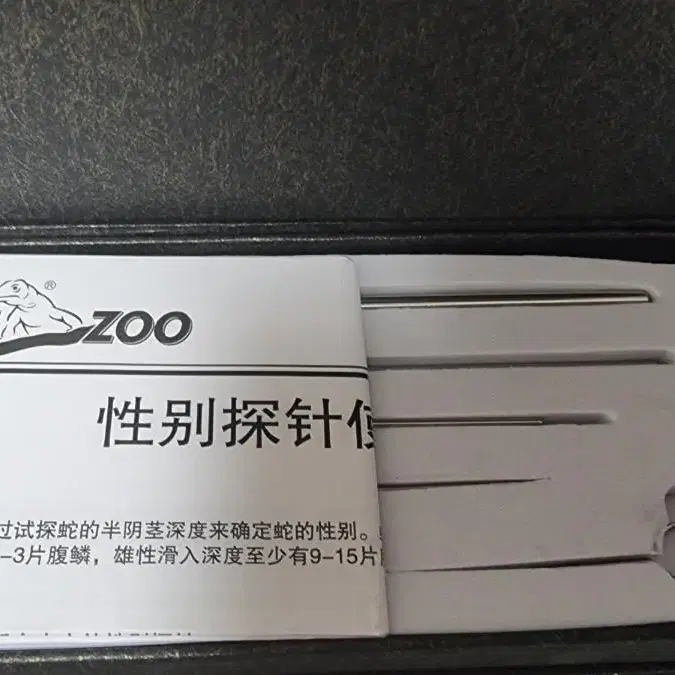 ® ZOO
性别探针使
过试探蛇的半阴茎深度来确定蛇的性别。
–3片腹鳞，雄性滑入深度至少有9–15片